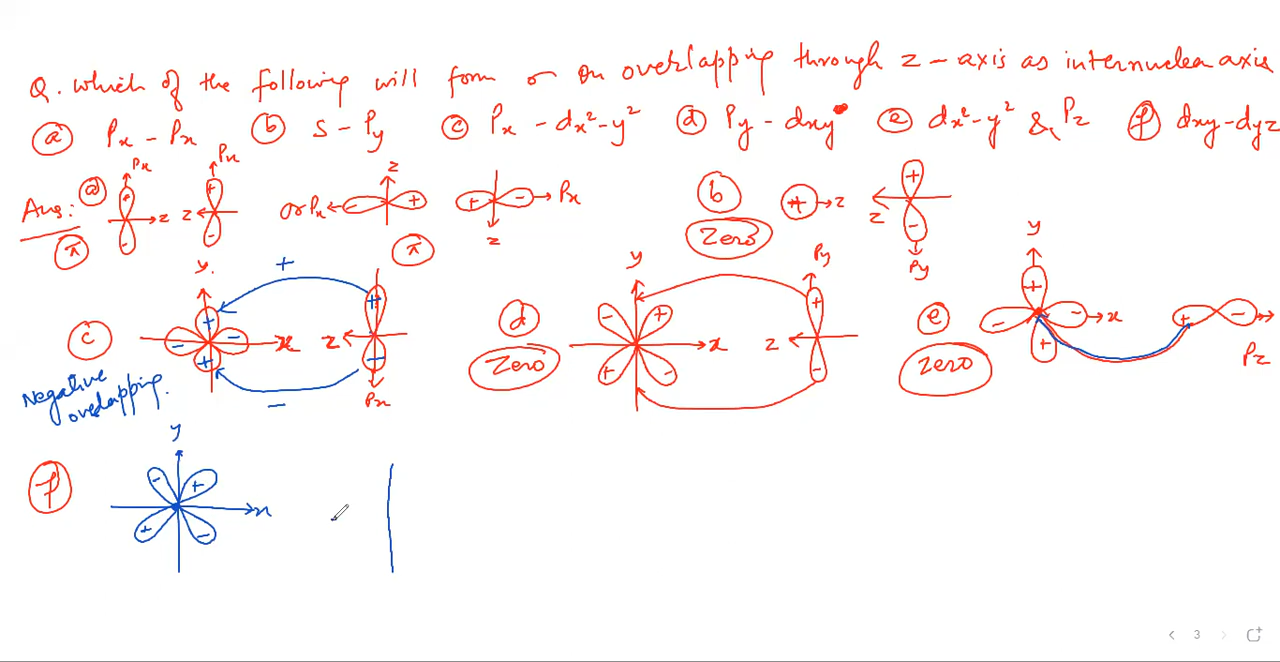 Q. which of the following will form σ on overlapping through z-axis as internuclear axis
(a) Px - Px (b) S - Py (c) Px - dx²-y² (d) Py - dxy (e) dx²-y² & Pz (f) dxy-dyz
Ans: (a) Px z Px z or Px z + - + - Px z
(π) (π)
(b) + z z + - Py
Zero
(c) y x + + - - z + - Px + -
Negative overlapping.
(d) y x - + + - Py z + -
Zero
(e) y x + - - + + - Pz
Zero
(f) y x - + + -
3